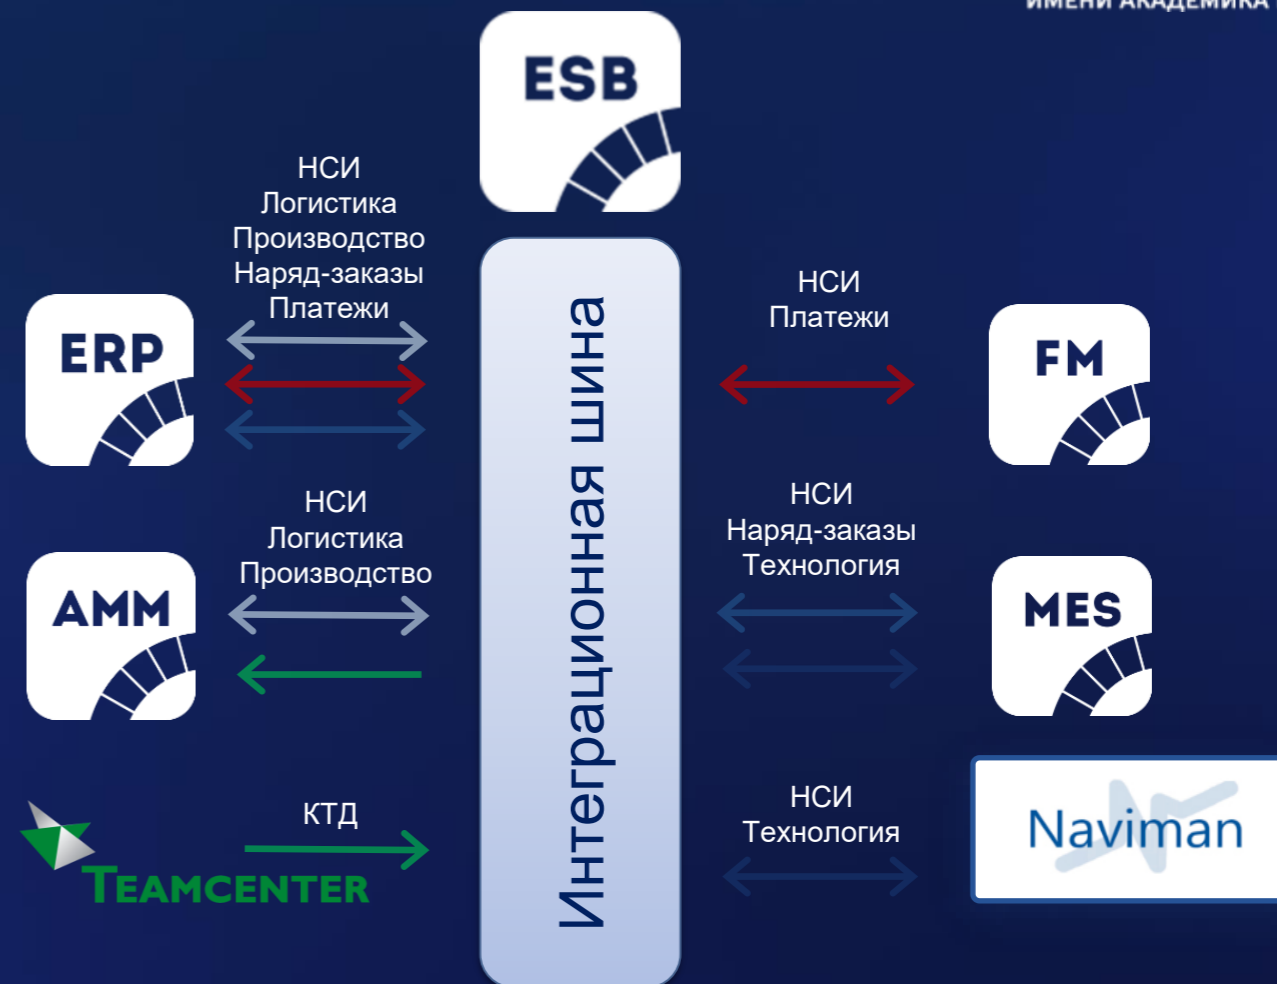 ИМЕНИ АКАДЕМИКА
ESB
НСИ
Логистика
Производство
Наряд-заказы
Платежи
ERP
НСИ
Платежи
FM
Интеграционная шина
НСИ
Логистика
Производство
AMM
НСИ
Наряд-заказы
Технология
MES
КТД
TEAMCENTER
НСИ
Технология
Naviman